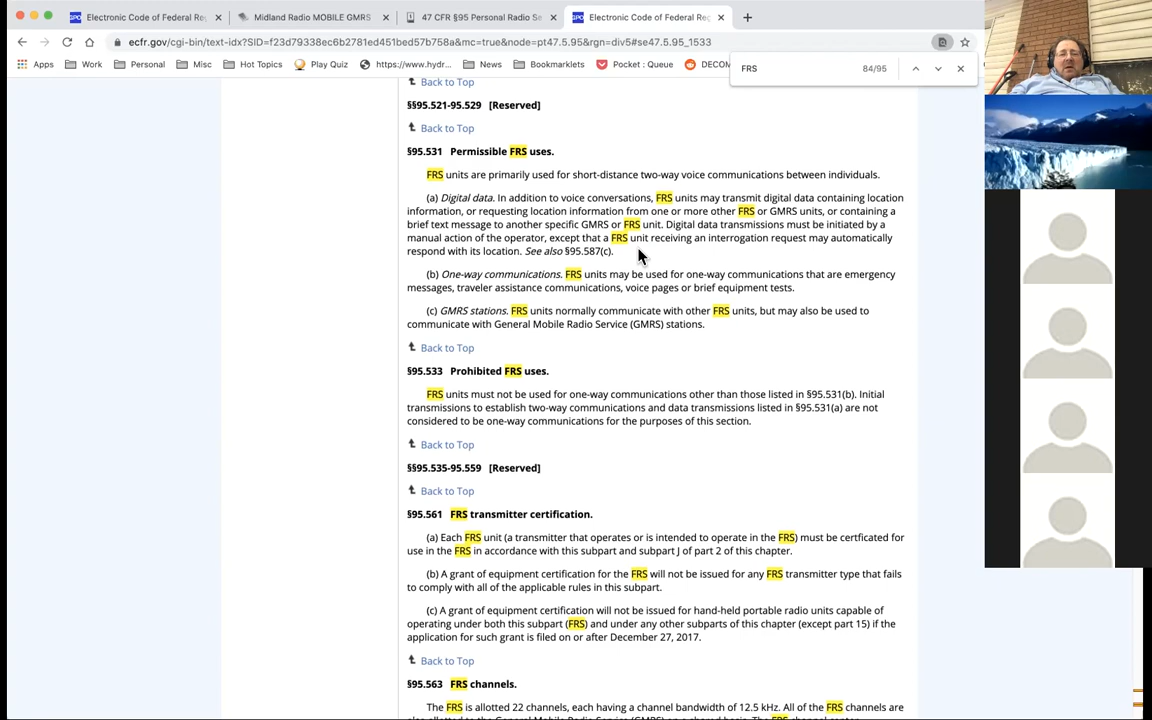 Electronic Code of Federal Reg
Midland Radio MOBILE GMRS
47 CFR §95 Personal Radio Se
Electronic Code of Federal Reg
ecfr.gov/cgi-bin/text-idx?SID=f23d79338ec6b2781ed451bed57b758a&mc=true&node=pt47.5.95&rgn=div5#se47.5.95_1533
Apps Work Personal Misc Hot Topics Play Quiz https://www.hydr... News Bookmarklets Pocket : Queue DECOM
FRS 84/95
Back to Top
§§95.521-95.529 [Reserved]
Back to Top
§95.531 Permissible FRS uses.
FRS units are primarily used for short-distance two-way voice communications between individuals.
(a) Digital data. In addition to voice conversations, FRS units may transmit digital data containing location
information, or requesting location information from one or more other FRS or GMRS units, or containing a
brief text message to another specific GMRS or FRS unit. Digital data transmissions must be initiated by a
manual action of the operator, except that a FRS unit receiving an interrogation request may automatically
respond with its location. See also §95.587(c).
(b) One-way communications. FRS units may be used for one-way communications that are emergency
messages, traveler assistance communications, voice pages or brief equipment tests.
(c) GMRS stations. FRS units normally communicate with other FRS units, but may also be used to
communicate with General Mobile Radio Service (GMRS) stations.
Back to Top
§95.533 Prohibited FRS uses.
FRS units must not be used for one-way communications other than those listed in §95.531(b). Initial
transmissions to establish two-way communications and data transmissions listed in §95.531(a) are not
considered to be one-way communications for the purposes of this section.
Back to Top
§§95.535-95.559 [Reserved]
Back to Top
§95.561 FRS transmitter certification.
(a) Each FRS unit (a transmitter that operates or is intended to operate in the FRS) must be certficated for
use in the FRS in accordance with this subpart and subpart J of part 2 of this chapter.
(b) A grant of equipment certification for the FRS will not be issued for any FRS transmitter type that fails
to comply with all of the applicable rules in this subpart.
(c) A grant of equipment certification will not be issued for hand-held portable radio units capable of
operating under both this subpart (FRS) and under any other subparts of this chapter (except part 15) if the
application for such grant is filed on or after December 27, 2017.
Back to Top
§95.563 FRS channels.
The FRS is allotted 22 channels, each having a channel bandwidth of 12.5 kHz. All of the FRS channels are